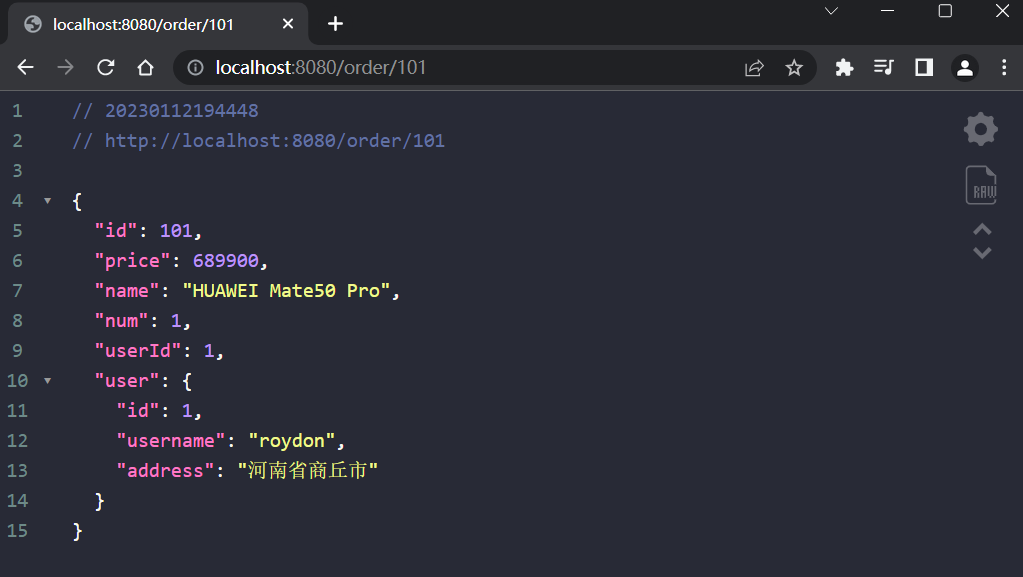 localhost:8080/order/101
localhost:8080/order/101
1 // 20230112194448
2 // http://localhost:8080/order/101
3
4 {
5 "id": 101,
6 "price": 689900,
7 "name": "HUAWEI Mate50 Pro",
8 "num": 1,
9 "userId": 1,
10 "user": {
11 "id": 1,
12 "username": "roydon",
13 "address": "河南省商丘市"
14 }
15 }
RAW